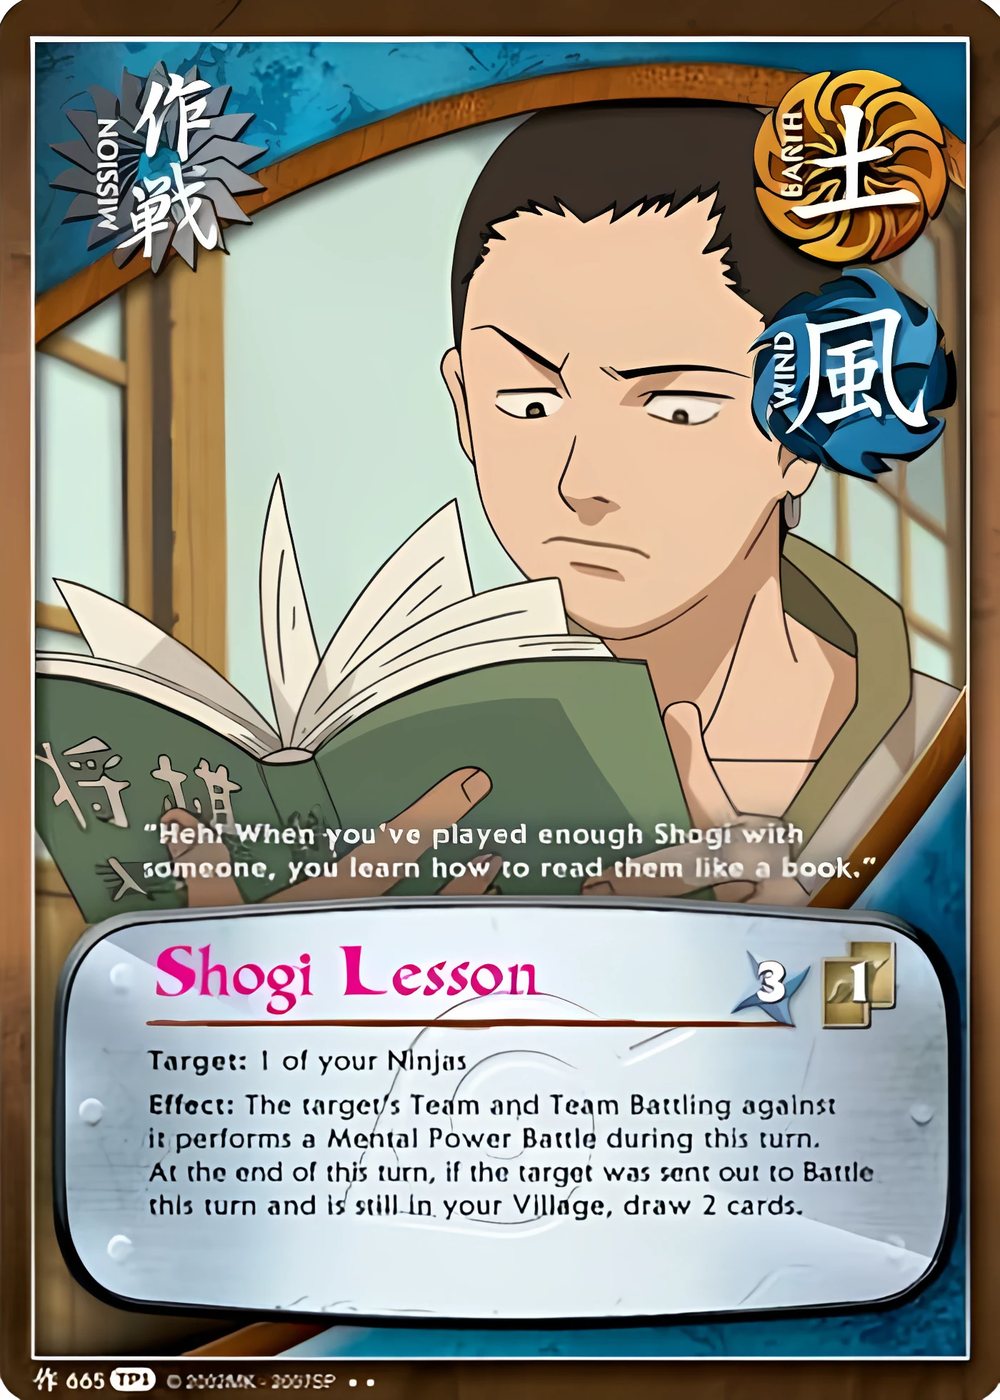 MISSION
作戦
EARTH
土
WIND
風
将棋
"Heh! When you've played enough Shogi with
someone, you learn how to read them like a book."
Shogi Lesson
3
1
Target: 1 of your Ninjas
Effect: The target's Team and Team Battling against
it performs a Mental Power Battle during this turn.
At the end of this turn, if the target was sent out to Battle
this turn and is still in your Village, draw 2 cards.
作 665 TP3